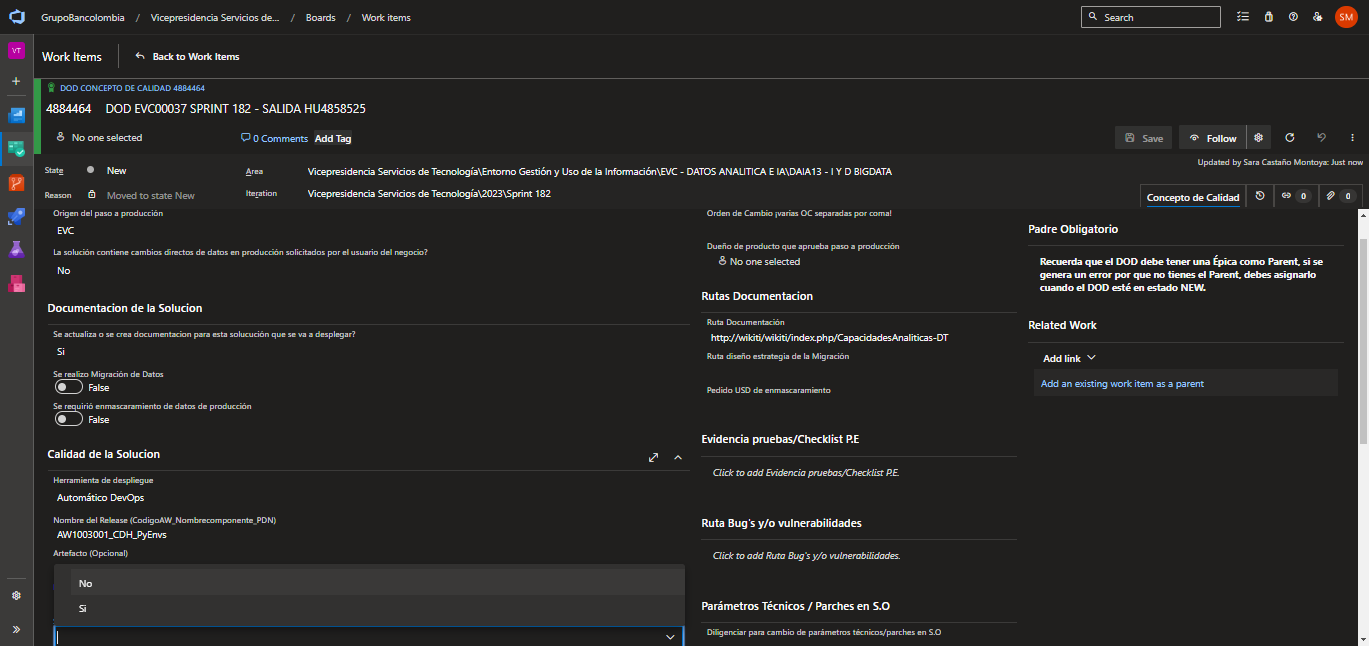 GrupoBancolombia / Vicepresidencia Servicios de... / Boards / Work items
Search
SM
VT
Work Items
Back to Work Items
DOD CONCEPTO DE CALIDAD 4884464
4884464 DOD EVC00037 SPRINT 182 - SALIDA HU4858525
No one selected
0 Comments
Add Tag
Save
Follow
Updated by Sara Castaño Montoya: Just now
State New
Area Vicepresidencia Servicios de Tecnología\Entorno Gestión y Uso de la Información\EVC - DATOS ANALITICA E IA\DAIA13 - I Y D BIGDATA
Reason Moved to state New
Iteration Vicepresidencia Servicios de Tecnología\2023\Sprint 182
Concepto de Calidad
0
0
Origen del paso a producción
EVC
La solución contiene cambios directos de datos en producción solicitados por el usuario del negocio?
No
Documentacion de la Solucion
Se actualiza o se crea documentacion para esta solucución que se va a desplegar?
Si
Se realizo Migración de Datos
False
Se requirió enmascaramiento de datos de producción
False
Calidad de la Solucion
Herramienta de despliegue
Automático DevOps
Nombre del Release (CodigoAW_Nombrecomponente_PDN)
AW1003001_CDH_PyEnvs
Artefacto (Opcional)
No
Si
Orden de Cambio ¡varias OC separadas por coma!
Dueño de producto que aprueba paso a producción
No one selected
Rutas Documentacion
Ruta Documentación
http://wikiti/wikiti/index.php/CapacidadesAnaliticas-DT
Ruta diseño estrategia de la Migración
Pedido USD de enmascaramiento
Evidencia pruebas/Checklist P.E
Click to add Evidencia pruebas/Checklist P.E.
Ruta Bug's y/o vulnerabilidades
Click to add Ruta Bug's y/o vulnerabilidades.
Parámetros Técnicos / Parches en S.O
Diligenciar para cambio de parámetros técnicos/parches en S.O
Padre Obligatorio
Recuerda que el DOD debe tener una Épica como Parent, si se
genera un error por que no tienes el Parent, debes asignarlo
cuando el DOD esté en estado NEW.
Related Work
Add link
Add an existing work item as a parent